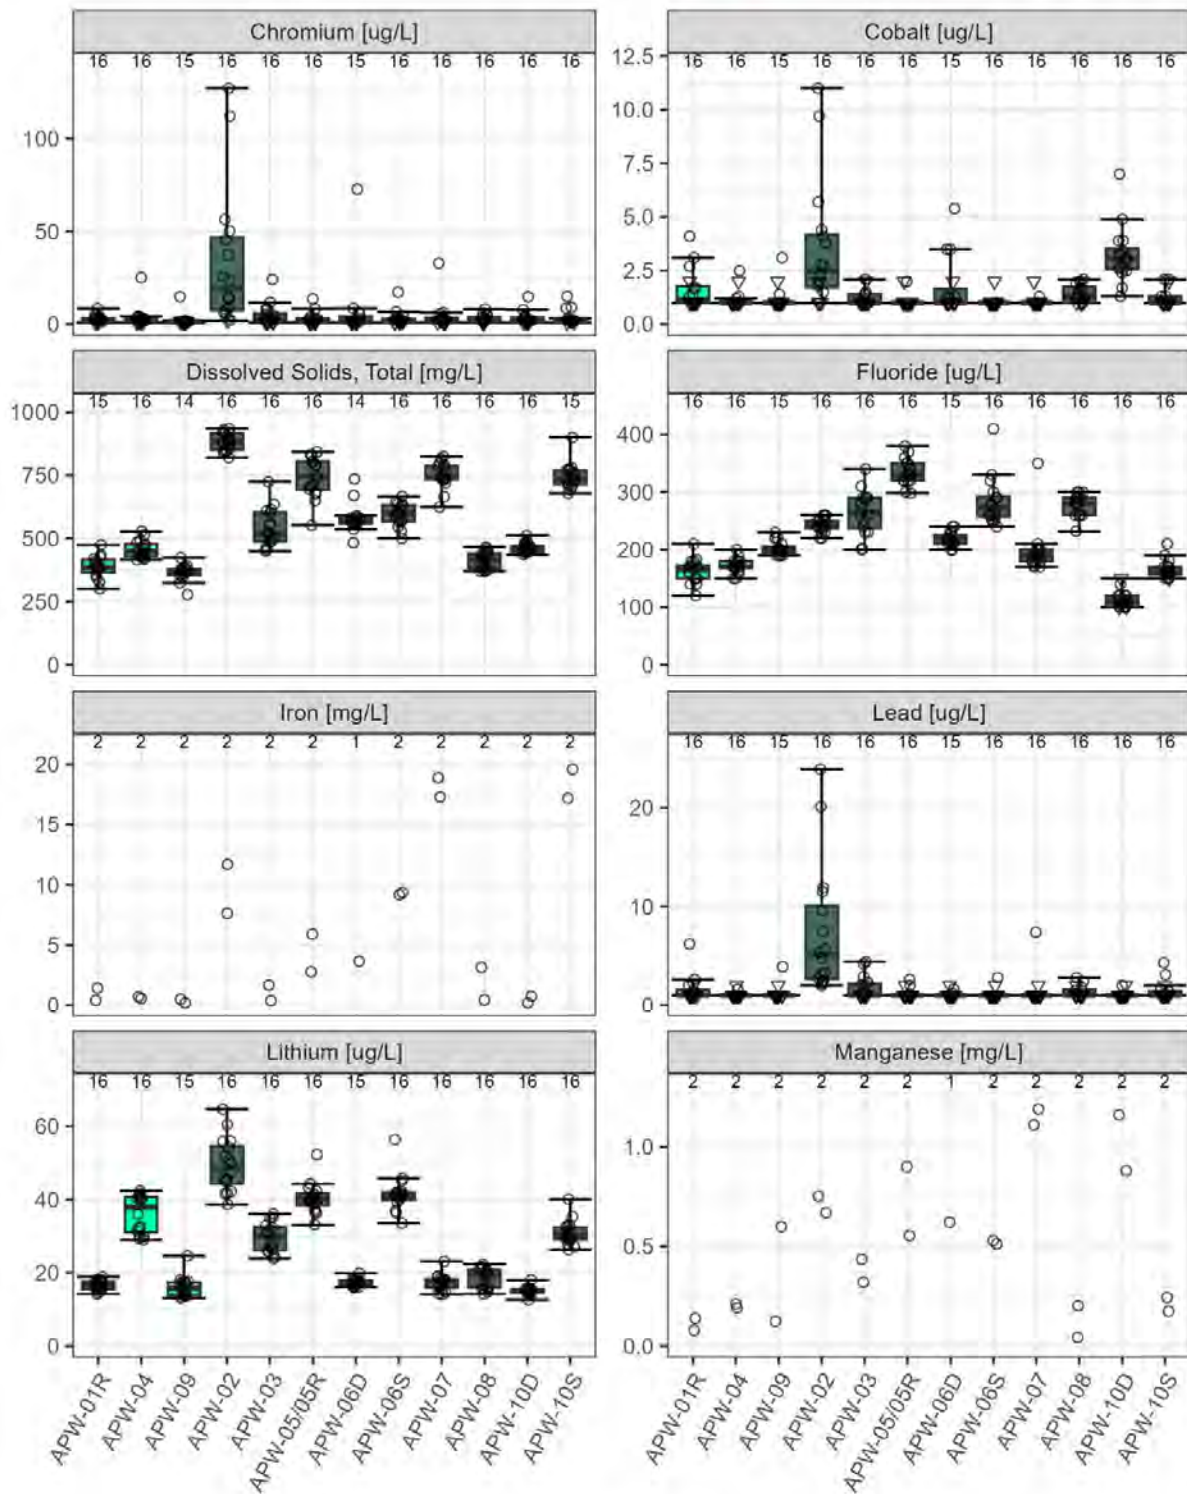 Chromium [ug/L]
16 16 15 16 16 16 15 16 16 16 16 16
100
50
0
Cobalt [ug/L]
16 16 15 16 16 16 15 16 16 16 16 16
12.5
10.0
7.5
5.0
2.5
0.0
Dissolved Solids, Total [mg/L]
15 16 14 16 16 16 14 16 16 16 16 15
1000
750
500
250
0
Fluoride [ug/L]
16 16 15 16 16 16 15 16 16 16 16 16
400
300
200
100
0
Iron [mg/L]
2 2 2 2 2 2 1 2 2 2 2 2
20
15
10
5
0
Lead [ug/L]
16 16 15 16 16 16 15 16 16 16 16 16
20
10
0
Lithium [ug/L]
16 16 15 16 16 16 15 16 16 16 16 16
60
40
20
0
Manganese [mg/L]
2 2 2 2 2 2 1 2 2 2 2 2
1.0
0.5
0.0
APW-01R
APW-04
APW-09
APW-02
APW-03
APW-05/05R
APW-06D
APW-06S
APW-07
APW-08
APW-10D
APW-10S
APW-01R
APW-04
APW-09
APW-02
APW-03
APW-05/05R
APW-06D
APW-06S
APW-07
APW-08
APW-10D
APW-10S